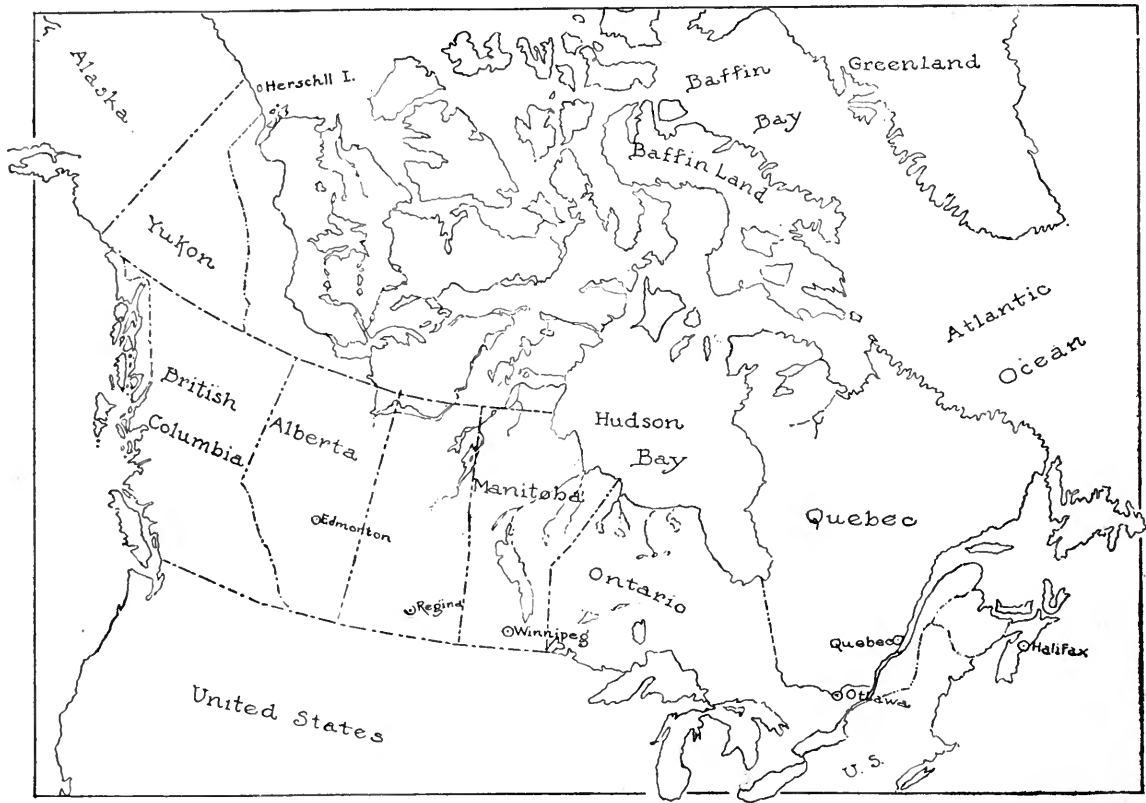 Alaska
Herschll I.
Baffin
Bay
Greenland
Baffin Land
Yukon
Atlantic
Ocean
British
Columbia
Alberta
Hudson
Bay
Manitoba
Quebec
Edmonton
Ontario
Regina
Winnipeg
Quebec
Halifax
Ottawa
United States
U. S.